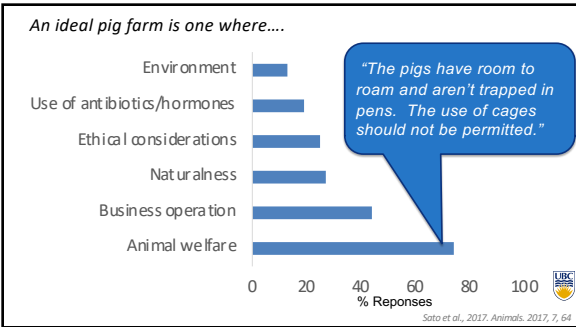 An ideal pig farm is one where....
Environment
Use of antibiotics/hormones
Ethical considerations
Naturalness
Business operation
Animal welfare
"The pigs have room to
roam and aren't trapped in
pens. The use of cages
should not be permitted."
0 20 40 60 80 100
% Reponses
UBC
Sato et al., 2017. Animals. 2017, 7, 64